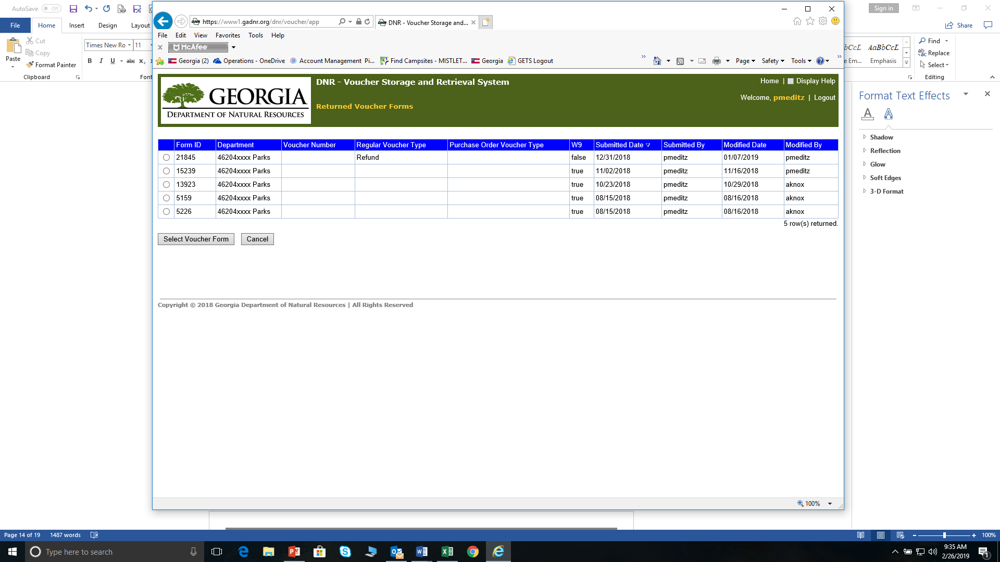 AutoSave Off
Sign in
File Home Insert Design Layout
Share
Cut
Copy
Format Painter
Paste
Clipboard
Times New Ro 11
B I U abc X₂
Font
https://www1.gadnr.org/dnr/voucher/app
DNR - Voucher Storage and...
File Edit View Favorites Tools Help
McAfee
Georgia (2) Operations - OneDrive Account Management Pi... Find Campsites - MISTLET... Georgia GETS Logout
Page Safety Tools
AaBbCcL
Emphasis
Find
Replace
Select
Editing
GEORGIA
DEPARTMENT OF NATURAL RESOURCES
DNR - Voucher Storage and Retrieval System
Returned Voucher Forms
Home | Display Help
Welcome, pmeditz | Logout
Form ID Department Voucher Number Regular Voucher Type Purchase Order Voucher Type W9 Submitted Date Submitted By Modified Date Modified By
21845 46204xxxx Parks Refund false 12/31/2018 pmeditz 01/07/2019 pmeditz
15239 46204xxxx Parks true 11/02/2018 pmeditz 11/16/2018 pmeditz
13923 46204xxxx Parks true 10/23/2018 pmeditz 10/29/2018 aknox
5159 46204xxxx Parks true 08/15/2018 pmeditz 08/16/2018 aknox
5226 46204xxxx Parks true 08/15/2018 pmeditz 08/16/2018 aknox
5 row(s) returned.
Select Voucher Form Cancel
Copyright © 2018 Georgia Department of Natural Resources | All Rights Reserved
100%
Format Text Effects
Shadow
Reflection
Glow
Soft Edges
3-D Format
Page 14 of 19 1487 words
100%
Type here to search
9:35 AM
2/26/2019